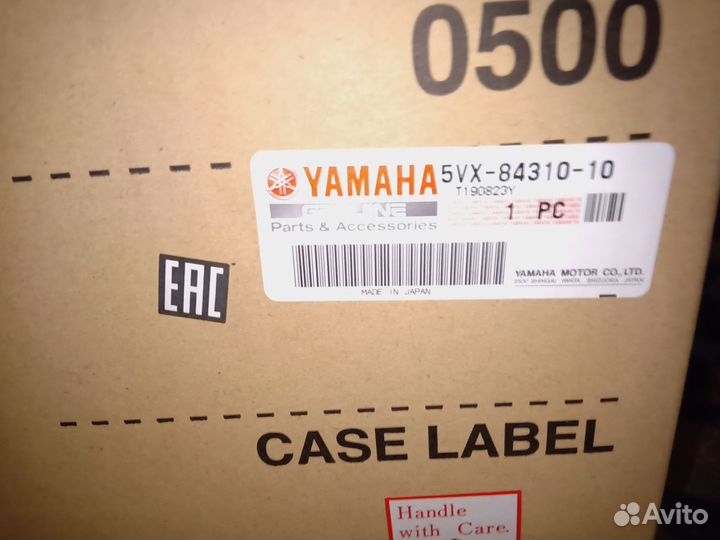 0500
YAMAHA 5VX-84310-10
T190823Y
GENUINE 1 PC
Parts & Accessories
YAMAHA MOTOR CO., LTD.
MADE IN JAPAN
EAC
CASE LABEL
Handle
with Care.
Avito